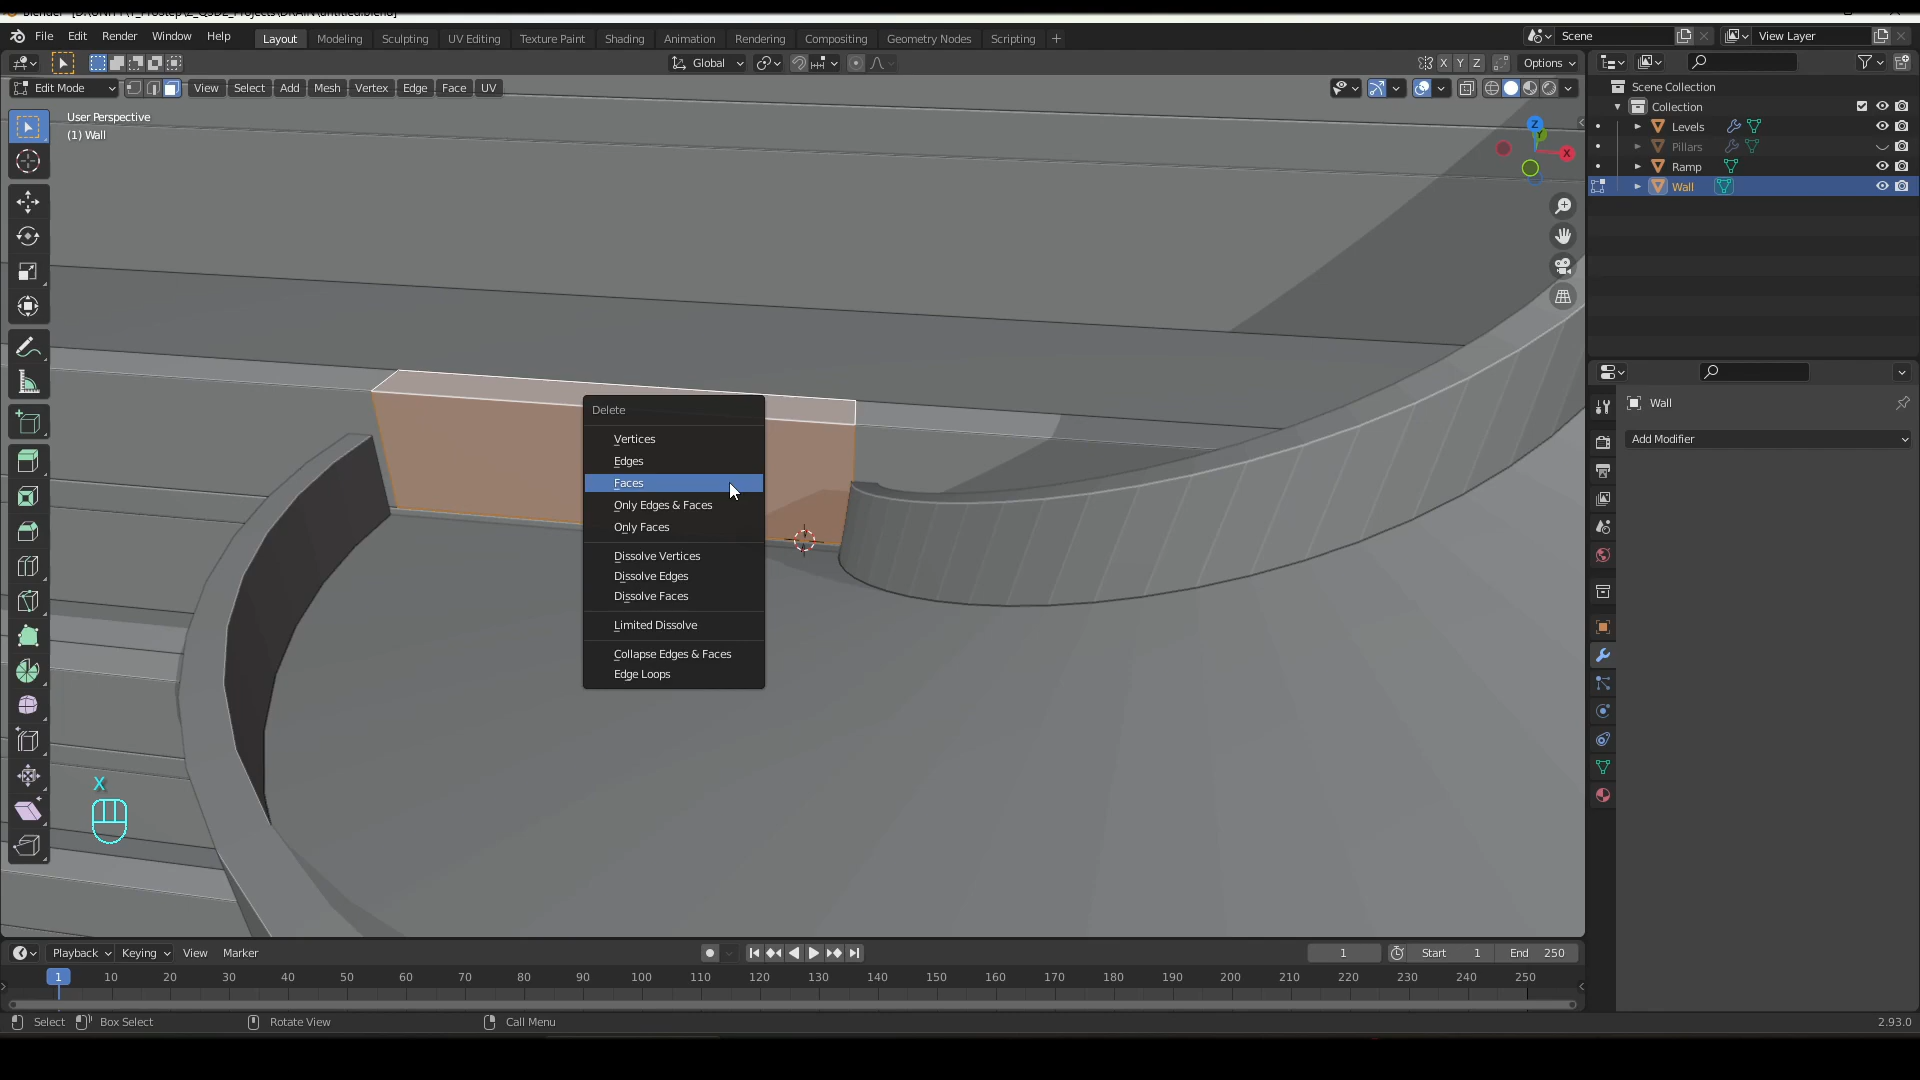 Blender [D:\UNITY\
File Edit Render Window Help
Layout Modeling Sculpting UV Editing Texture Paint Shading Animation Rendering Compositing Geometry Nodes Scripting +
Scene
View Layer
Global
X Y Z
Options
Edit Mode View Select Add Mesh Vertex Edge Face UV
User Perspective
(1) Wall
Z
X
Scene Collection
Collection
Levels
Pillars
Ramp
Wall
Wall
Add Modifier
Delete
Vertices
Edges
Faces
Only Edges & Faces
Only Faces
Dissolve Vertices
Dissolve Edges
Dissolve Faces
Limited Dissolve
Collapse Edges & Faces
Edge Loops
X
Playback Keying View Marker
1 Start 1 End 250
1 10 20 30 40 50 60 70 80 90 100 110 120 130 140 150 160 170 180 190 200 210 220 230 240 250
Select Box Select Rotate View Call Menu 2.93.0